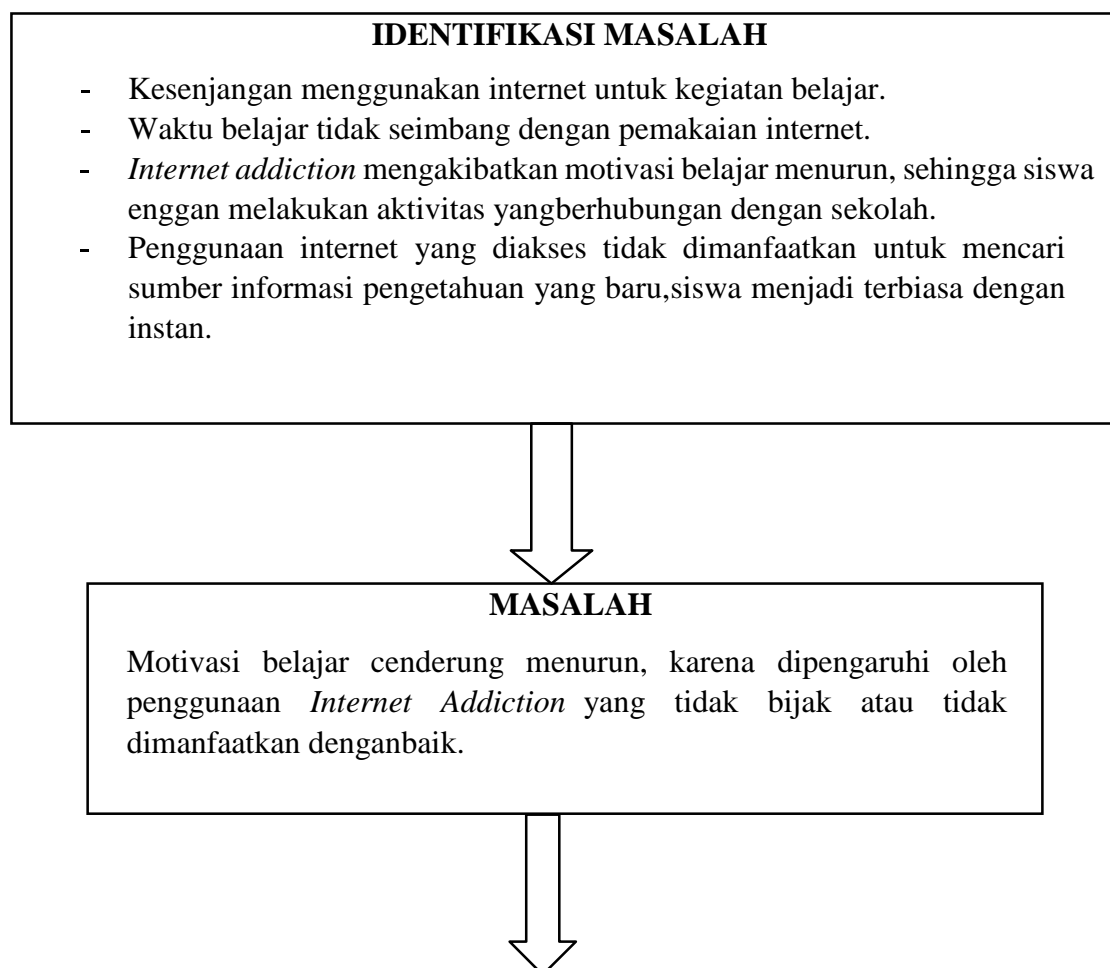 IDENTIFIKASI MASALAH
- Kesenjangan menggunakan internet untuk kegiatan belajar.
- Waktu belajar tidak seimbang dengan pemakaian internet.
- Internet addiction mengakibatkan motivasi belajar menurun, sehingga siswa
enggan melakukan aktivitas yangberhubungan dengan sekolah.
- Penggunaan internet yang diakses tidak dimanfaatkan untuk mencari
sumber informasi pengetahuan yang baru,siswa menjadi terbiasa dengan
instan.
MASALAH
Motivasi belajar cenderung menurun, karena dipengaruhi oleh
penggunaan Internet Addiction yang tidak bijak atau tidak
dimanfaatkan denganbaik.